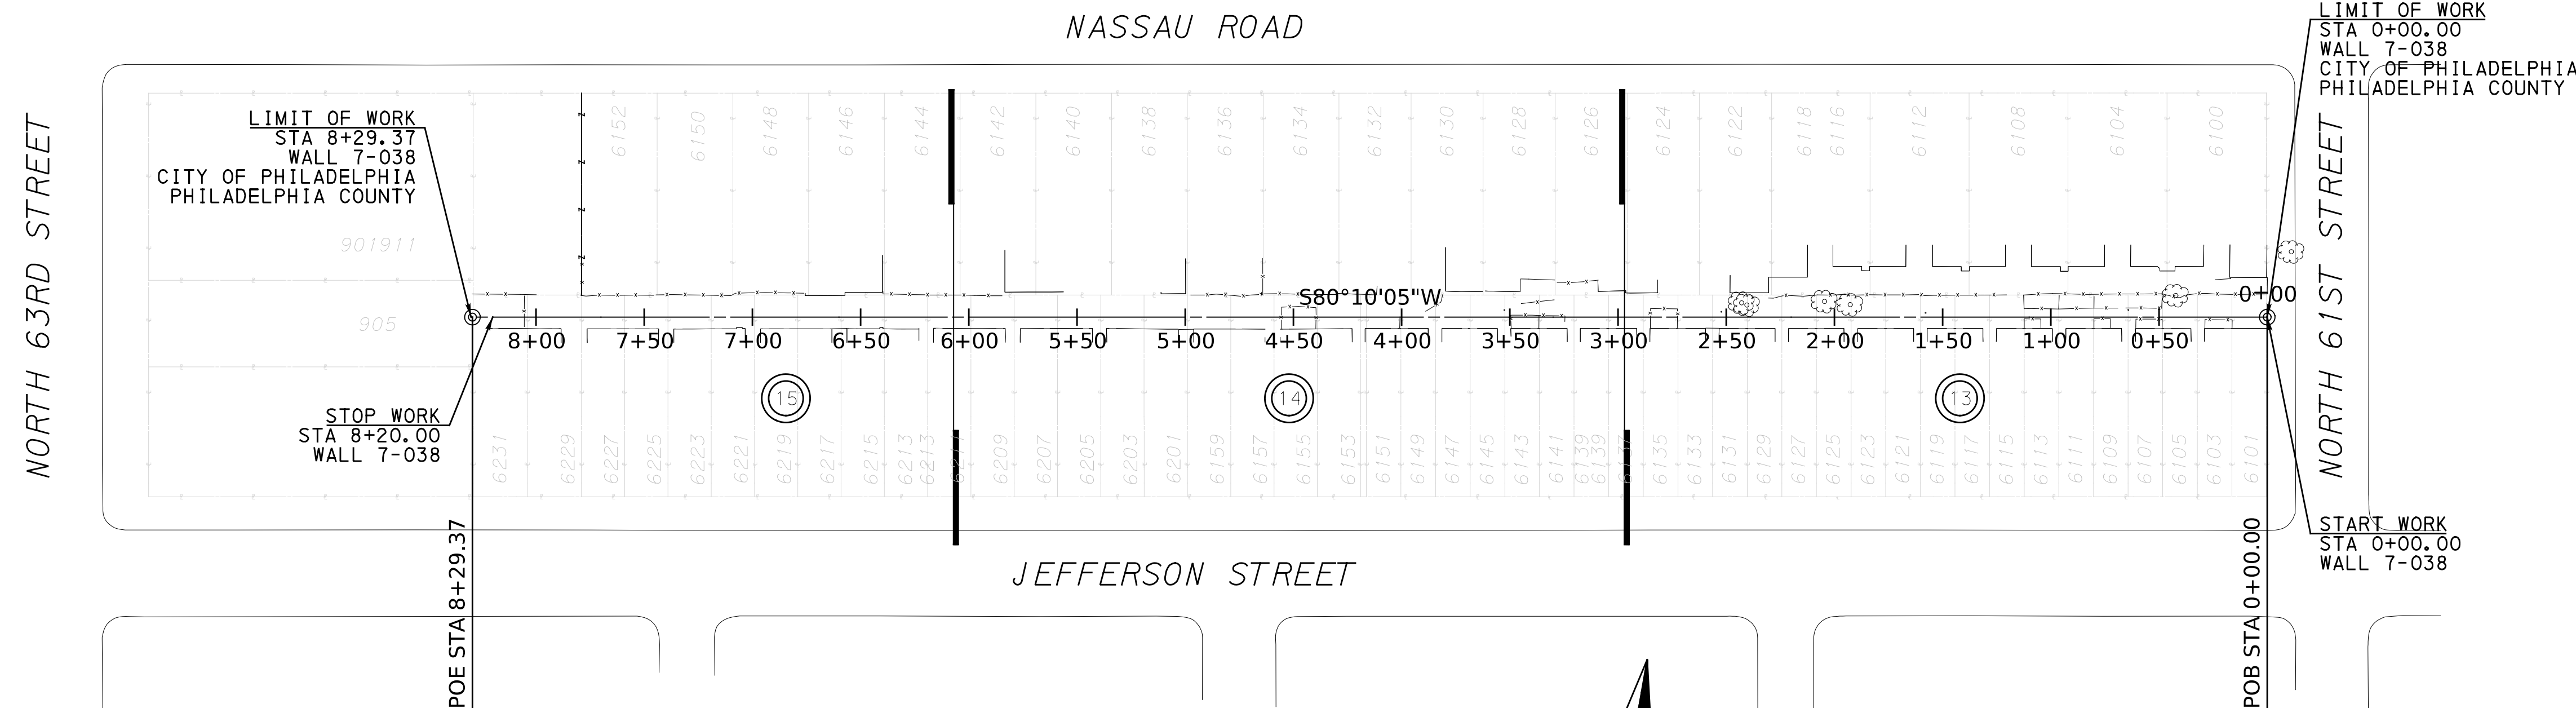 NASSAU ROAD
LIMIT OF WORK
STA 0+00.00
WALL 7-038
CITY OF PHILADELPHIA
PHILADELPHIA COUNTY
LIMIT OF WORK
STA 8+29.37
WALL 7-038
CITY OF PHILADELPHIA
PHILADELPHIA COUNTY
6152 6150 6148 6146 6144 6142 6140 6138 6136 6134 6132 6130 6128 6126 6124 6122 6118 6116 6112 6108 6104 6100
NORTH 63RD STREET
NORTH 61ST STREET
901911
905
S80°10'05"W
0+00
8+00 7+50 7+00 6+50 6+00 5+50 5+00 4+50 4+00 3+50 3+00 2+50 2+00 1+50 1+00 0+50
15 14 13
STOP WORK
STA 8+20.00
WALL 7-038
6231 6229 6227 6225 6223 6221 6219 6217 6215 6213 6213 6211 6209 6207 6205 6203 6201 6159 6157 6155 6153 6151 6149 6147 6145 6143 6141 6139 6139 6137 6135 6133 6131 6129 6127 6125 6123 6121 6119 6117 6115 6113 6111 6109 6107 6105 6103 6101
START WORK
STA 0+00.00
WALL 7-038
JEFFERSON STREET
POE STA 8+29.37
POB STA 0+00.00